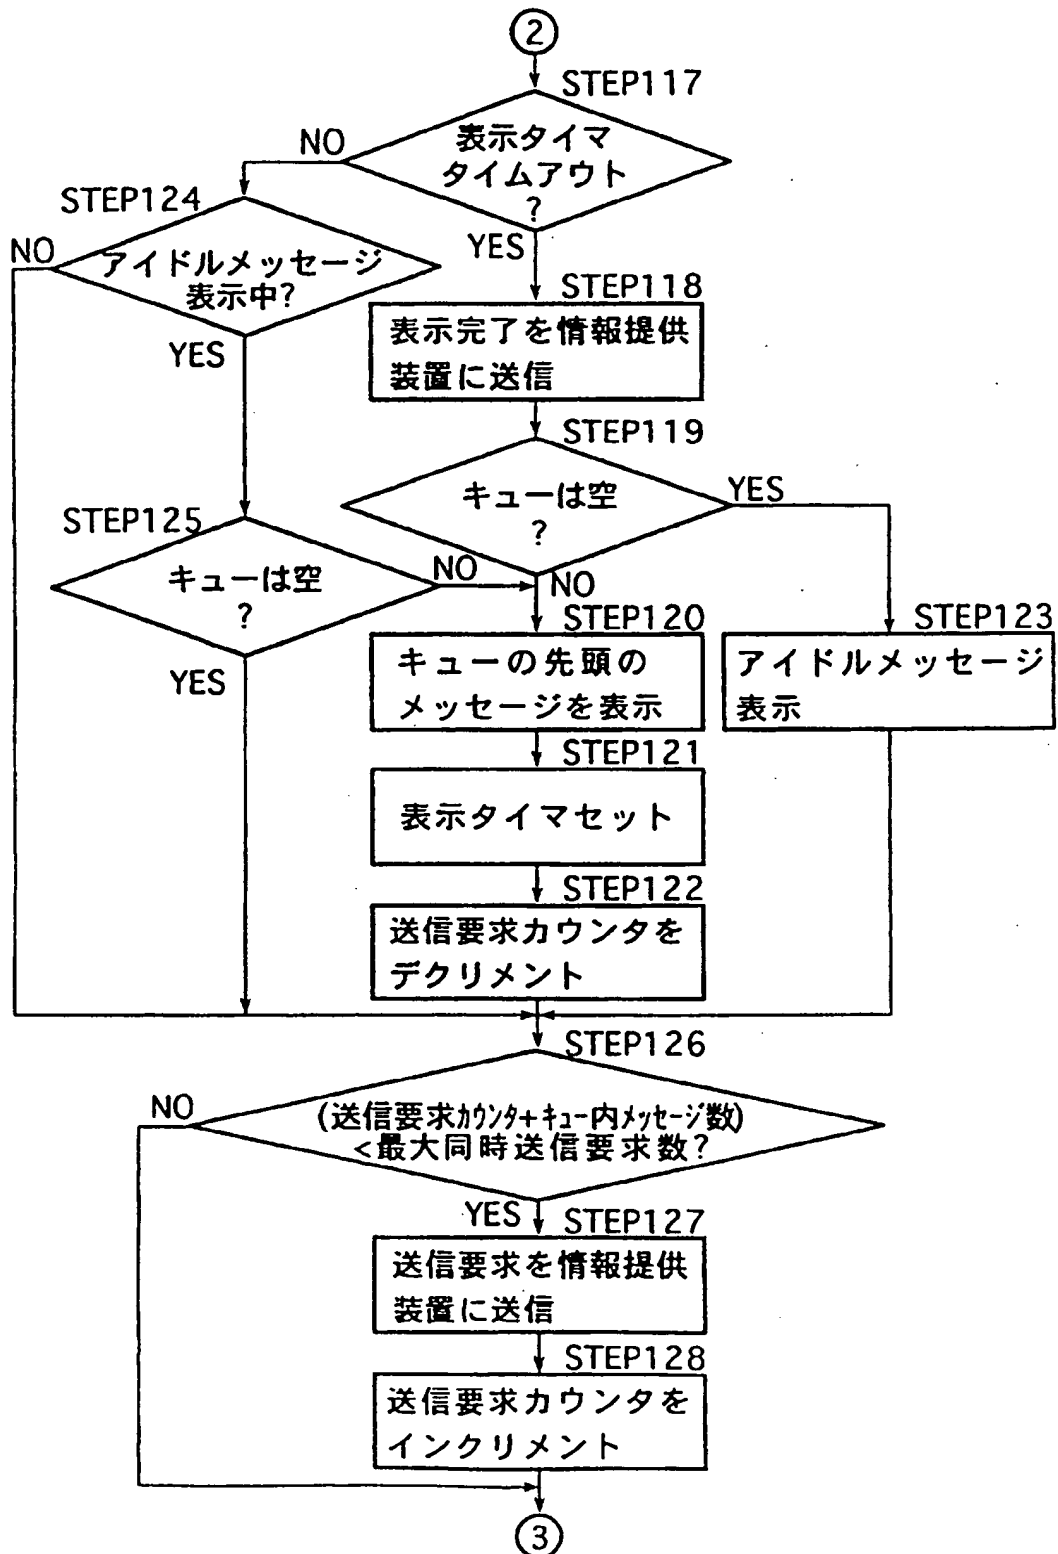 2
STEP117
表示タイマ
タイムアウト
?
NO
YES
STEP124
アイドルメッセージ
表示中?
NO
YES
STEP118
表示完了を情報提供
装置に送信
STEP119
キューは空
?
YES
NO
STEP125
キューは空
?
NO
YES
STEP120
キューの先頭の
メッセージを表示
STEP123
アイドルメッセージ
表示
STEP121
表示タイマセット
STEP122
送信要求カウンタを
デクリメント
STEP126
(送信要求カウンタ+キュー内メッセージ数)
<最大同時送信要求数?
NO
YES
STEP127
送信要求を情報提供
装置に送信
STEP128
送信要求カウンタを
インクリメント
3